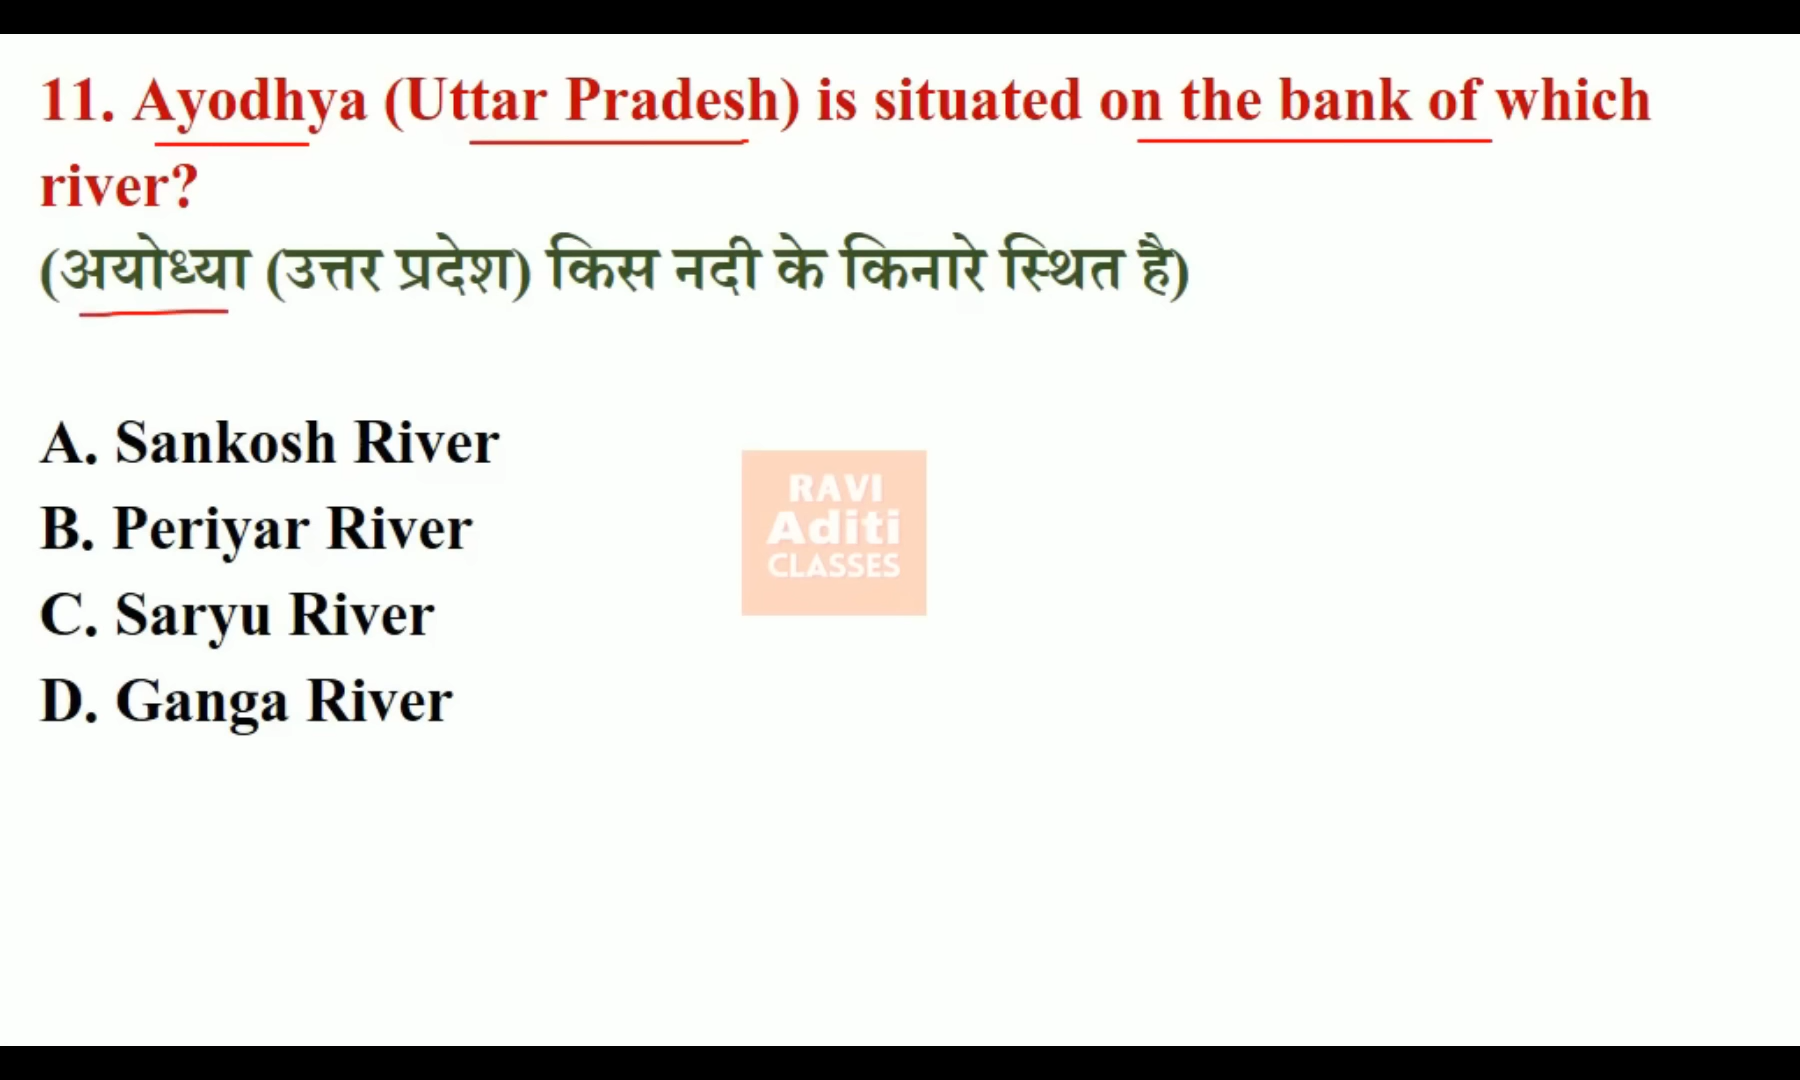 11. Ayodhya (Uttar Pradesh) is situated on the bank of which
river?
(अयोध्या (उत्तर प्रदेश) किस नदी के किनारे स्थित है)
A. Sankosh River
B. Periyar River
C. Saryu River
D. Ganga River
RAVI
Aditi
CLASSES